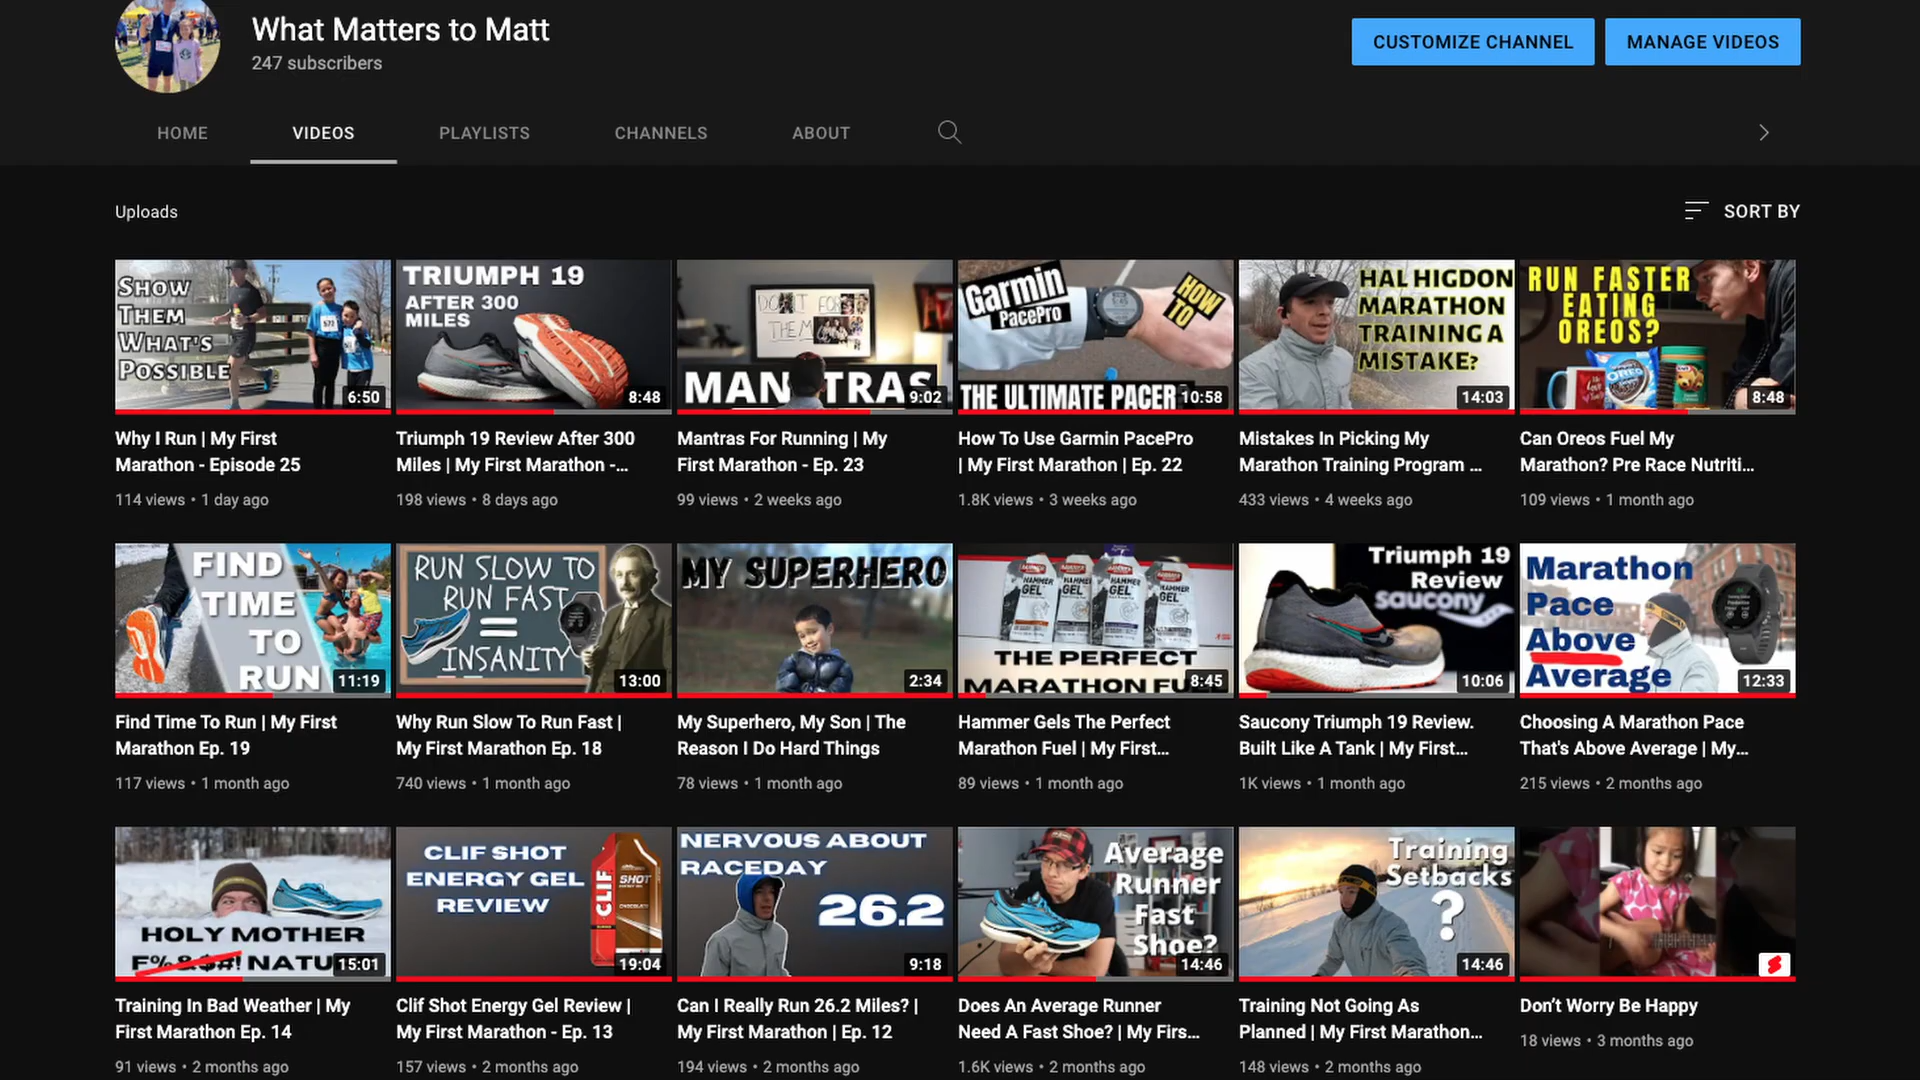 What Matters to Matt
247 subscribers
CUSTOMIZE CHANNEL
MANAGE VIDEOS
HOME
VIDEOS
PLAYLISTS
CHANNELS
ABOUT
Uploads
SORT BY
SHOW
THEM
WHAT'S
POSSIBLE
6:50
TRIUMPH 19
AFTER 300
MILES
8:48
MANTRAS
9:02
Garmin
PacePro
HOW
TO
THE ULTIMATE PACER
10:58
HAL HIGDON
MARATHON
TRAINING A
MISTAKE?
14:03
RUN FASTER
EATING
OREOS?
OREO
8:48
Why I Run | My First
Marathon - Episode 25
114 views • 1 day ago
Triumph 19 Review After 300
Miles | My First Marathon -...
198 views • 8 days ago
Mantras For Running | My
First Marathon - Ep. 23
99 views • 2 weeks ago
How To Use Garmin PacePro
| My First Marathon | Ep. 22
1.8K views • 3 weeks ago
Mistakes In Picking My
Marathon Training Program ...
433 views • 4 weeks ago
Can Oreos Fuel My
Marathon? Pre Race Nutriti...
109 views • 1 month ago
FIND
TIME
TO
RUN
11:19
RUN SLOW TO
RUN FAST
=
INSANITY
13:00
MY SUPERHERO
2:34
HAMMER GEL
HAMMER GEL
HAMMER GEL
HAMMER GEL
THE PERFECT
MARATHON FU
8:45
Triumph 19
Review
saucony
10:06
Marathon
Pace
Above
Average
12:33
Find Time To Run | My First
Marathon Ep. 19
117 views • 1 month ago
Why Run Slow To Run Fast |
My First Marathon Ep. 18
740 views • 1 month ago
My Superhero, My Son | The
Reason I Do Hard Things
78 views • 1 month ago
Hammer Gels The Perfect
Marathon Fuel | My First...
89 views • 1 month ago
Saucony Triumph 19 Review.
Built Like A Tank | My First...
1K views • 1 month ago
Choosing A Marathon Pace
That's Above Average | My...
215 views • 2 months ago
HOLY MOTHER
F%&$#! NATU
15:01
CLIF SHOT
ENERGY GEL
REVIEW
CLIF
SHOT
19:04
NERVOUS ABOUT
RACEDAY
26.2
9:18
Average
Runner
Fast
Shoe?
14:46
Training
Setbacks
?
14:46
Training In Bad Weather | My
First Marathon Ep. 14
91 views • 2 months ago
Clif Shot Energy Gel Review |
My First Marathon - Ep. 13
157 views • 2 months ago
Can I Really Run 26.2 Miles? |
My First Marathon | Ep. 12
194 views • 2 months ago
Does An Average Runner
Need A Fast Shoe? | My Firs...
1.6K views • 2 months ago
Training Not Going As
Planned | My First Marathon...
148 views • 2 months ago
Don't Worry Be Happy
18 views • 3 months ago